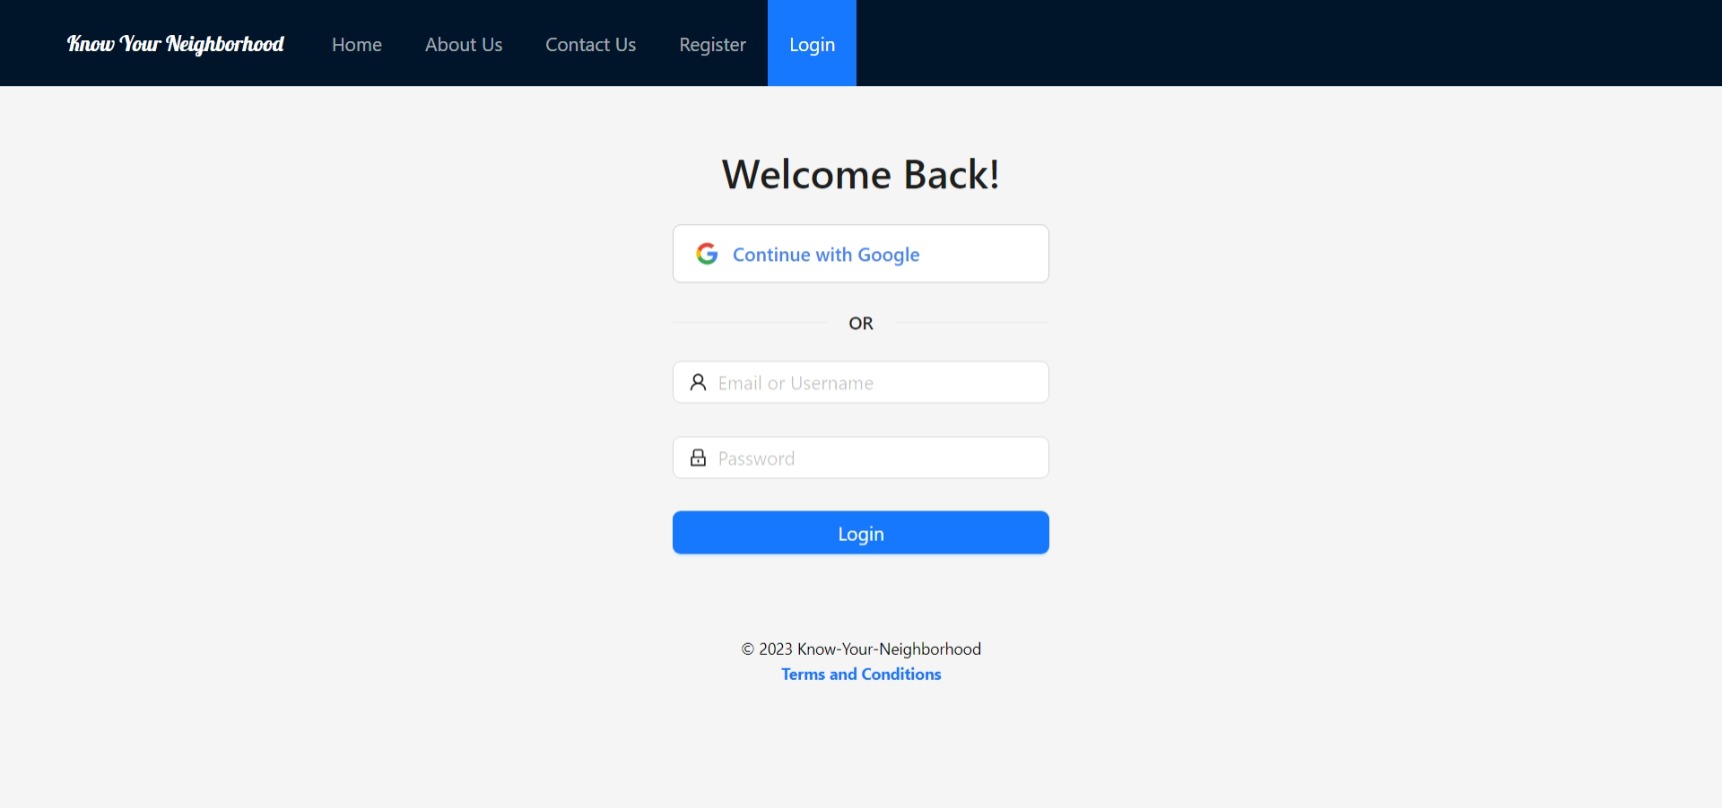 Know Your Neighborhood Home About Us Contact Us Register Login
Welcome Back!
Continue with Google
OR
Email or Username
Password
Login
© 2023 Know-Your-Neighborhood
Terms and Conditions